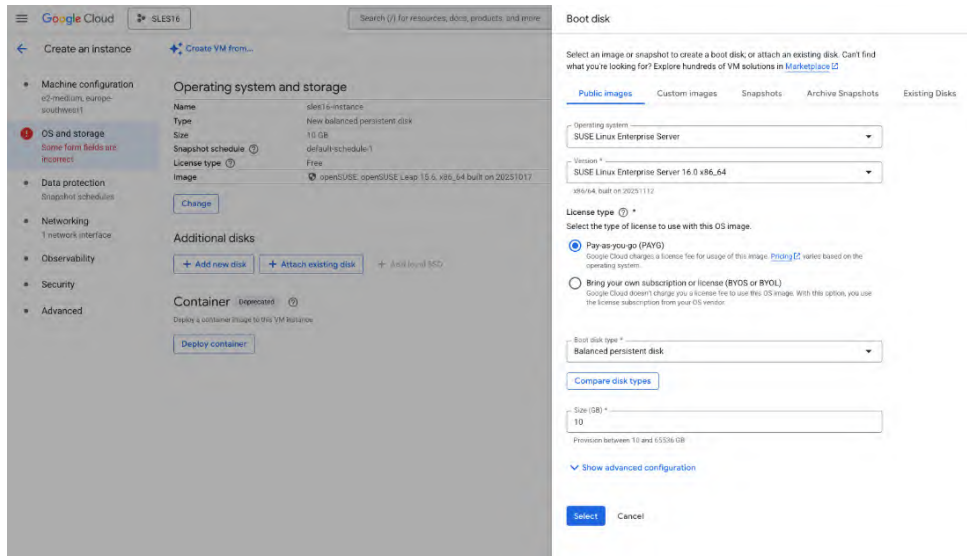 Google Cloud
SLES16
Search (/) for resources, docs, products, and more
Create an instance
Create VM from...
Machine configuration
e2-medium, europe-
southwest1
OS and storage
Some form fields are
incorrect
Data protection
Snapshot schedules
Networking
1 network interface
Observability
Security
Advanced
Operating system and storage
Name sles16-instance
Type New balanced persistent disk
Size 10 GB
Snapshot schedule default-schedule-1
License type Free
Image openSUSE, openSUSE Leap 15.6, x86_64 built on 20251017
Change
Additional disks
+ Add new disk
+ Attach existing disk
+ Add local SSD
Container Deprecated
Deploy a container image to this VM instance
Deploy container
Boot disk
Select an image or snapshot to create a boot disk; or attach an existing disk. Can't find
what you're looking for? Explore hundreds of VM solutions in Marketplace
Public images
Custom images
Snapshots
Archive Snapshots
Existing Disks
Operating system
SUSE Linux Enterprise Server
Version *
SUSE Linux Enterprise Server 16.0 x86_64
x86/64, built on 20251112
License type *
Select the type of license to use with this OS image.
Pay-as-you-go (PAYG)
Google Cloud charges a license fee for usage of this image. Pricing varies based on the
operating system.
Bring your own subscription or license (BYOS or BYOL)
Google Cloud doesn't charge you a license fee to use this OS image. With this option, you use
the license subscription from your OS vendor.
Boot disk type *
Balanced persistent disk
Compare disk types
Size (GB) *
10
Provision between 10 and 65536 GB
Show advanced configuration
Select
Cancel